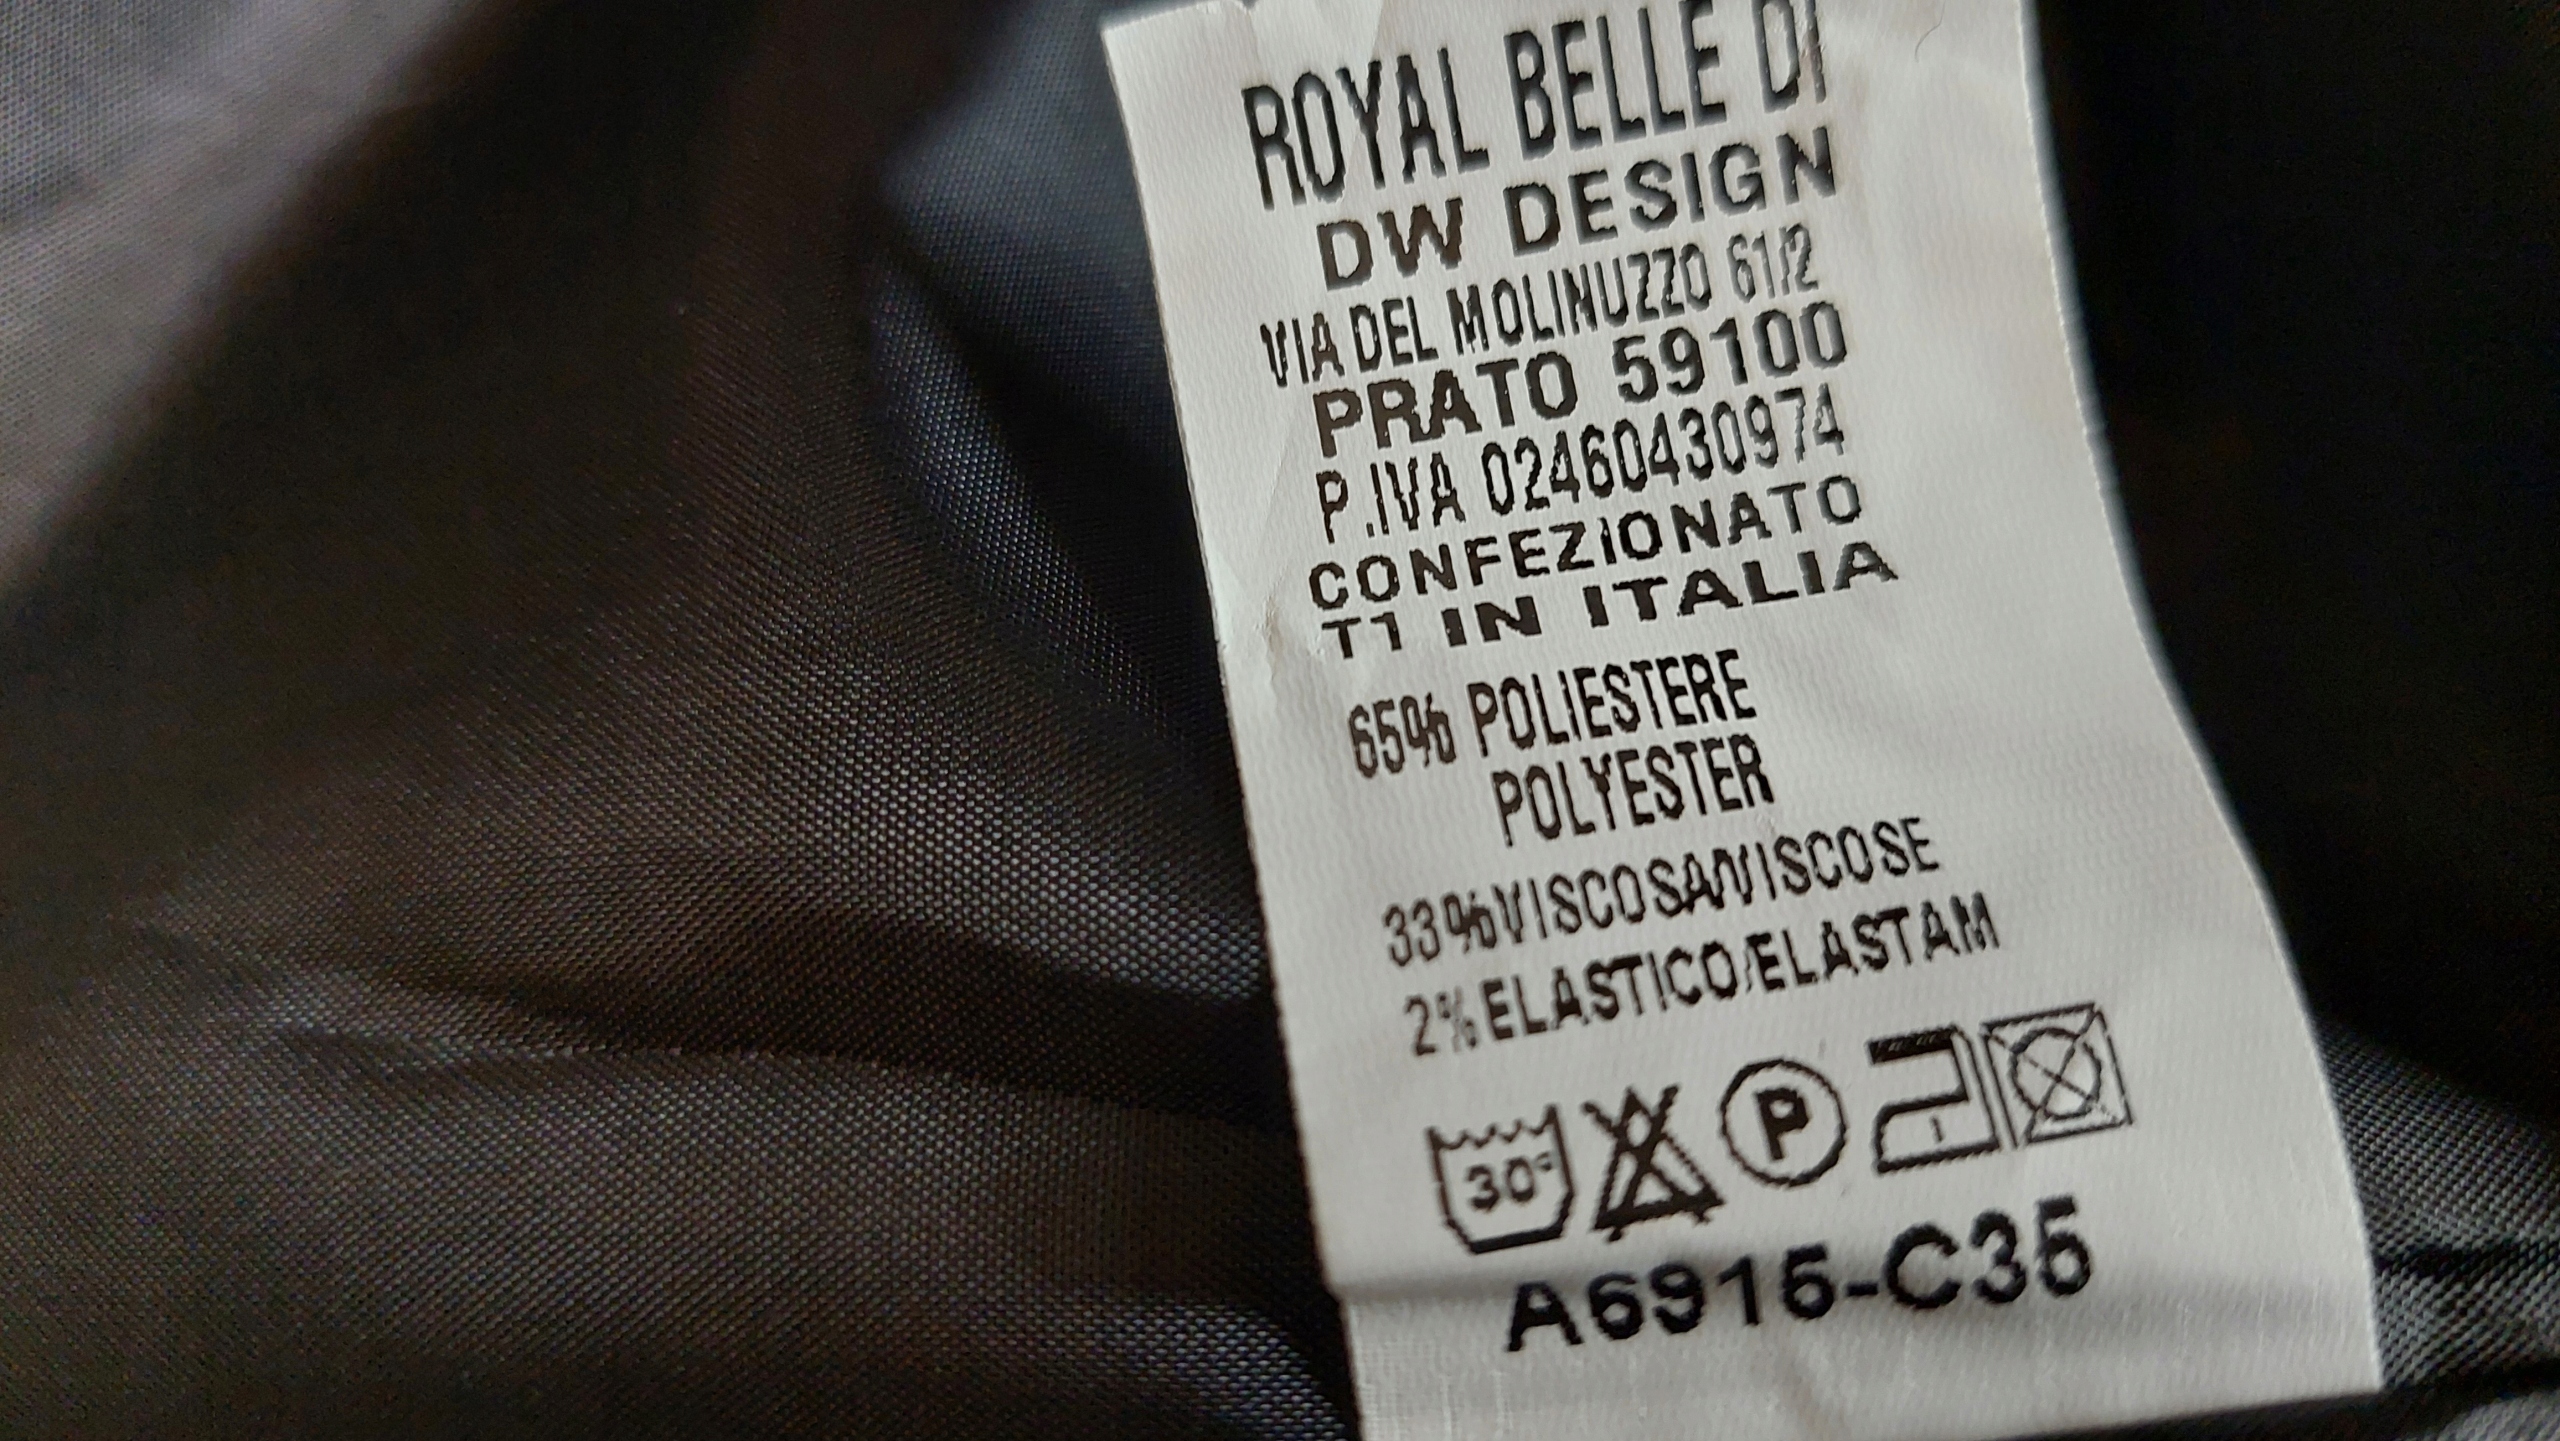 ROYAL BELLE DI
DW DESIGN
VIA DEL MOLINUZZO 61/2
PRATO 59100
P.IVA 02460430974
CONFEZIONATO
T1 IN ITALIA
65% POLIESTERE
POLYESTER
33%VISCOSA/VISCOSE
2%ELASTICO/ELASTAM
30° P
A6915-C35